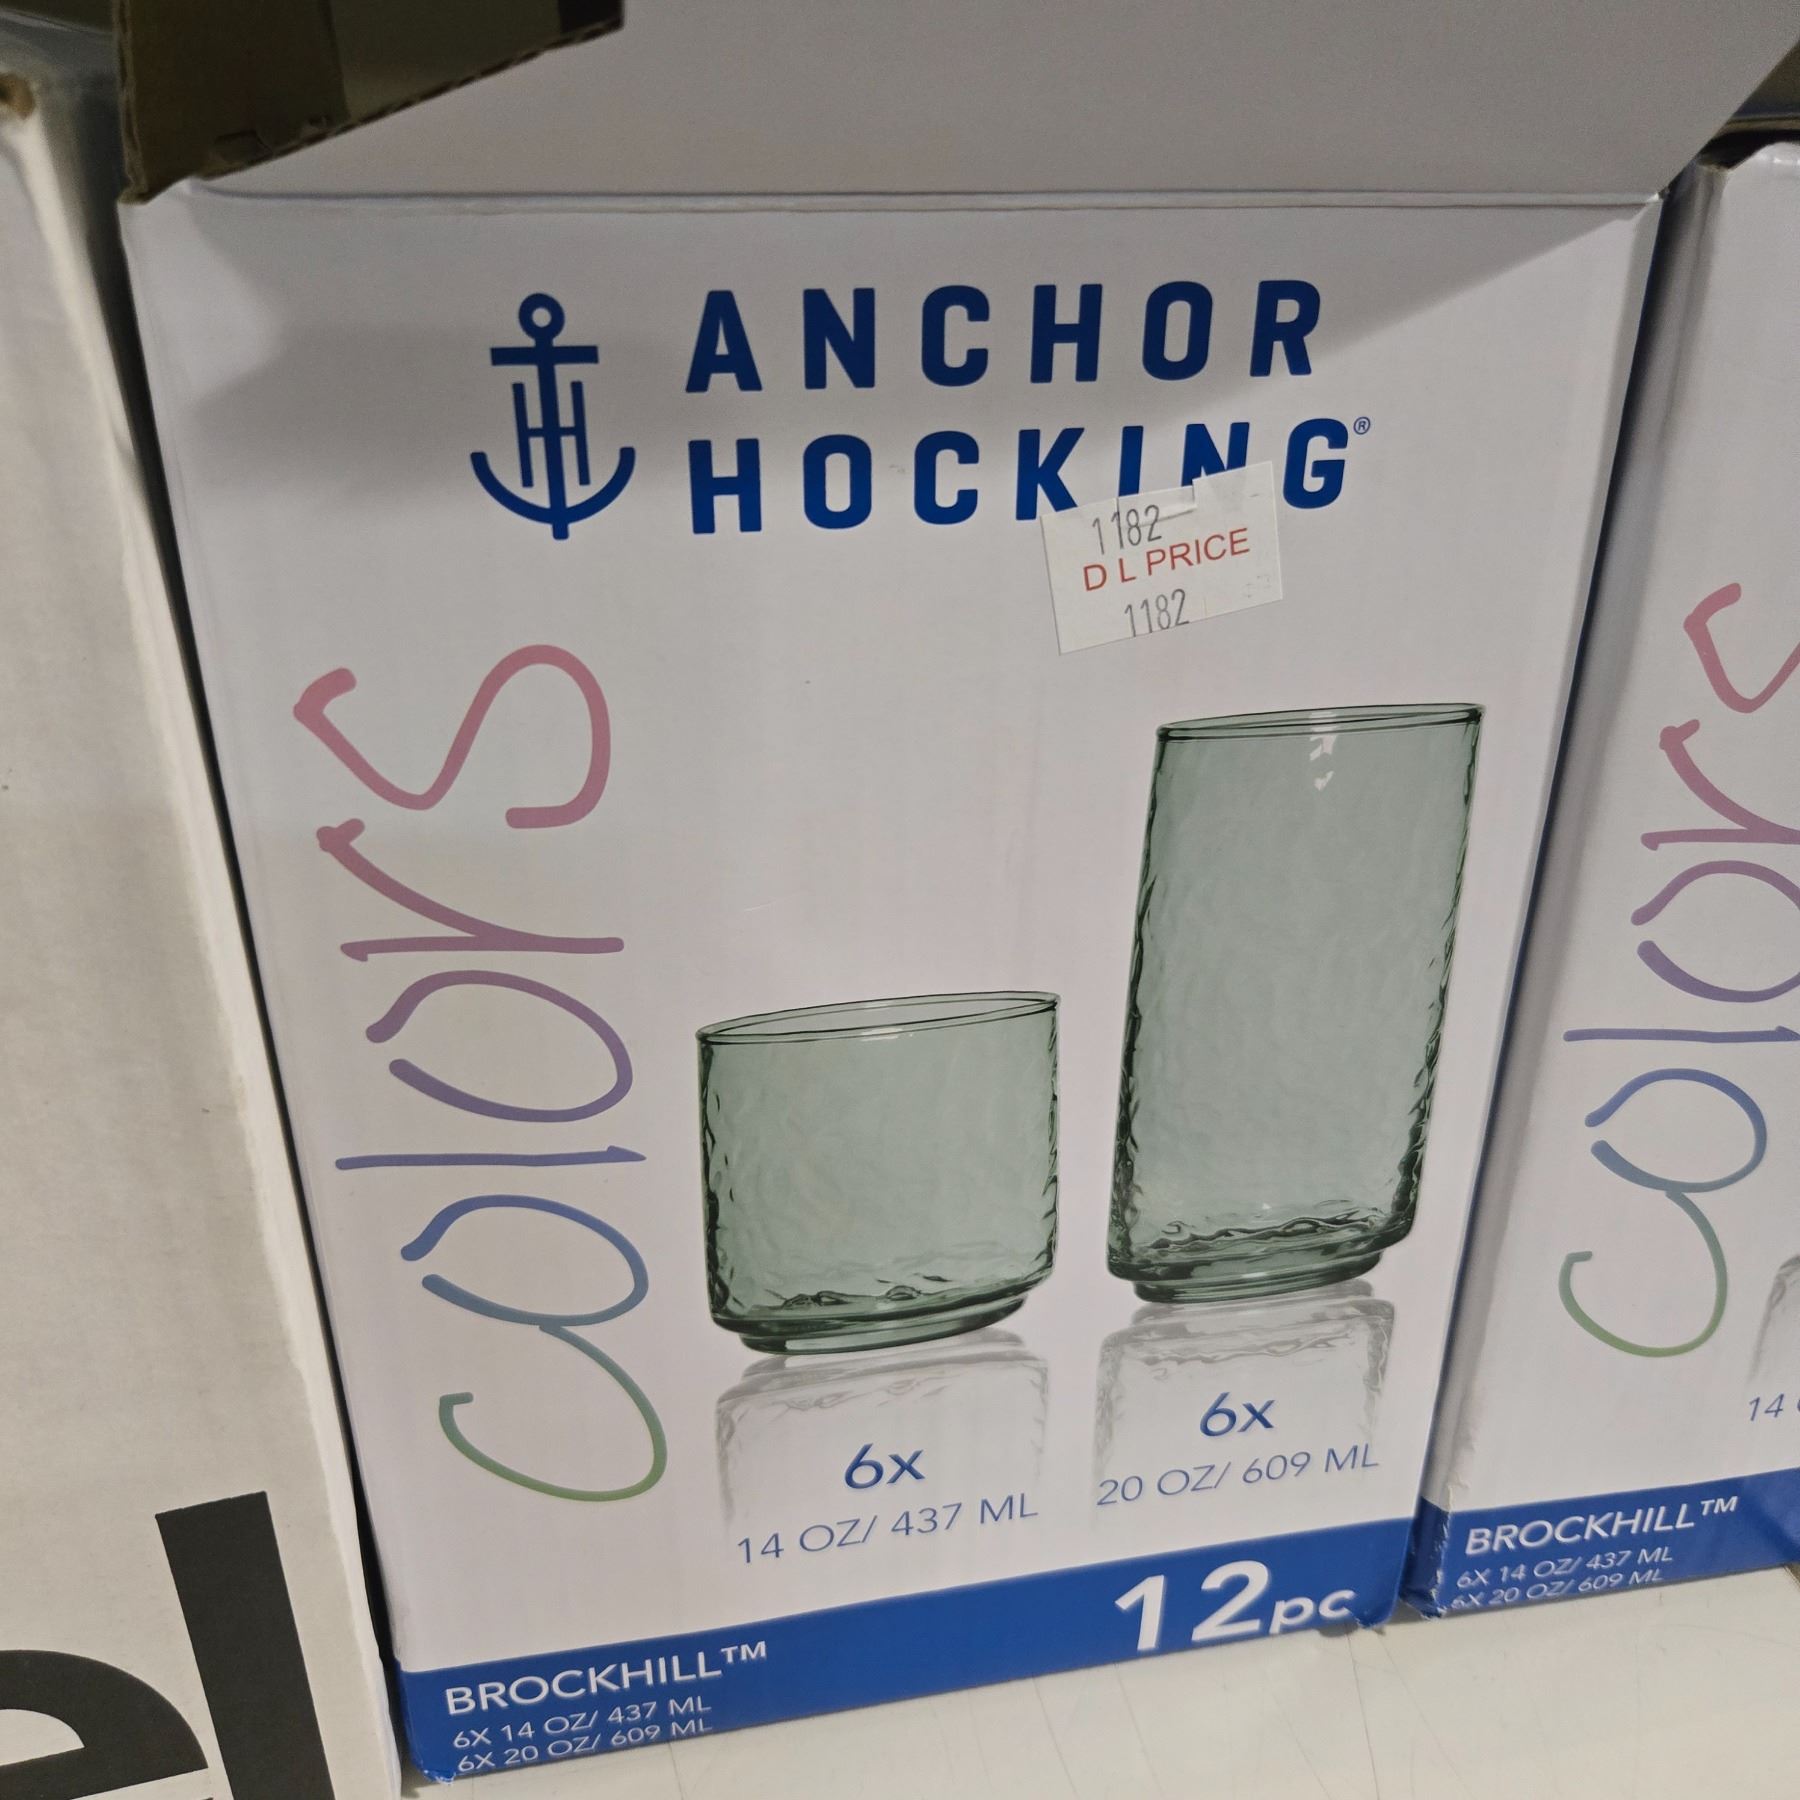 ANCHOR
HOCKING®
1182
D L PRICE
1182
colors
6x
14 OZ/ 437 ML
6x
20 OZ/ 609 ML
12pc
BROCKHILL™
6X 14 OZ/ 437 ML
6X 20 OZ/ 609 ML
colors
14
BROCKHILL™
6X 14 OZ/ 437 ML
6X 20 OZ/ 609 ML
el